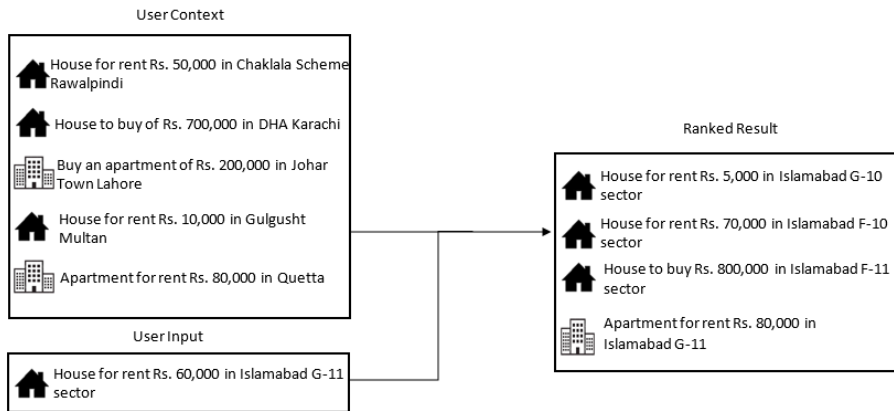 User Context
House for rent Rs. 50,000 in Chaklala Scheme
Rawalpindi
House to buy of Rs. 700,000 in DHA Karachi
Buy an apartment of Rs. 200,000 in Johar
Town Lahore
House for rent Rs. 10,000 in Gulgusht
Multan
Apartment for rent Rs. 80,000 in Quetta
User Input
House for rent Rs. 60,000 in Islamabad G-11
sector
Ranked Result
House for rent Rs. 5,000 in Islamabad G-10
sector
House for rent Rs. 70,000 in Islamabad F-10
sector
House to buy Rs. 800,000 in Islamabad F-11
sector
Apartment for rent Rs. 80,000 in
Islamabad G-11